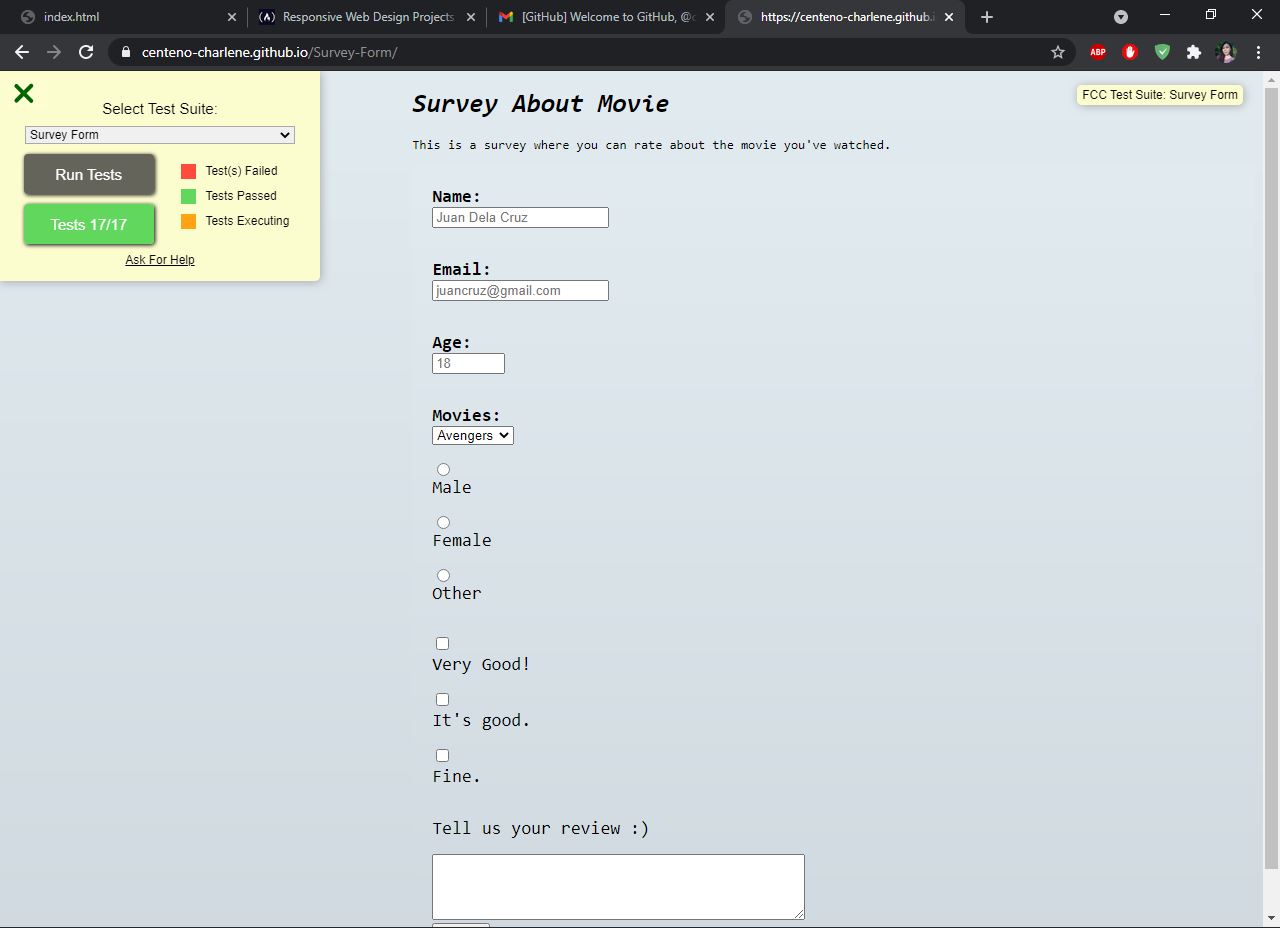 index.html
Responsive Web Design Projects
[GitHub] Welcome to GitHub, @c
https://centeno-charlene.github.i
centeno-charlene.github.io/Survey-Form/
ABP
Select Test Suite:
Survey Form
Run Tests
Tests 17/17
Test(s) Failed
Tests Passed
Tests Executing
Ask For Help
FCC Test Suite: Survey Form
Survey About Movie
This is a survey where you can rate about the movie you've watched.
Name:
Juan Dela Cruz
Email:
juancruz@gmail.com
Age:
18
Movies:
Avengers
Male
Female
Other
Very Good!
It's good.
Fine.
Tell us your review :)